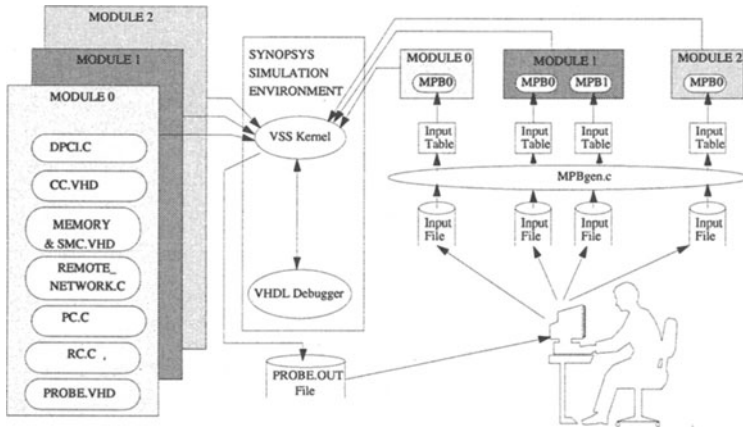 MODULE 2
MODULE 1
MODULE 0
DPCI.C
CC.VHD
MEMORY
& SMC.VHD
REMOTE_
NETWORK.C
PC.C
RC.C
PROBE.VHD
SYNOPSYS
SIMULATION
ENVIRONMENT
VSS Kernel
VHDL Debugger
PROBE.OUT
File
MODULE 0
MPB0
MODULE 1
MPB0
MPB1
MODULE 2
MPB0
Input
Table
Input
Table
Input
Table
Input
Table
MPBgen.c
Input
File
Input
File
Input
File
Input
File